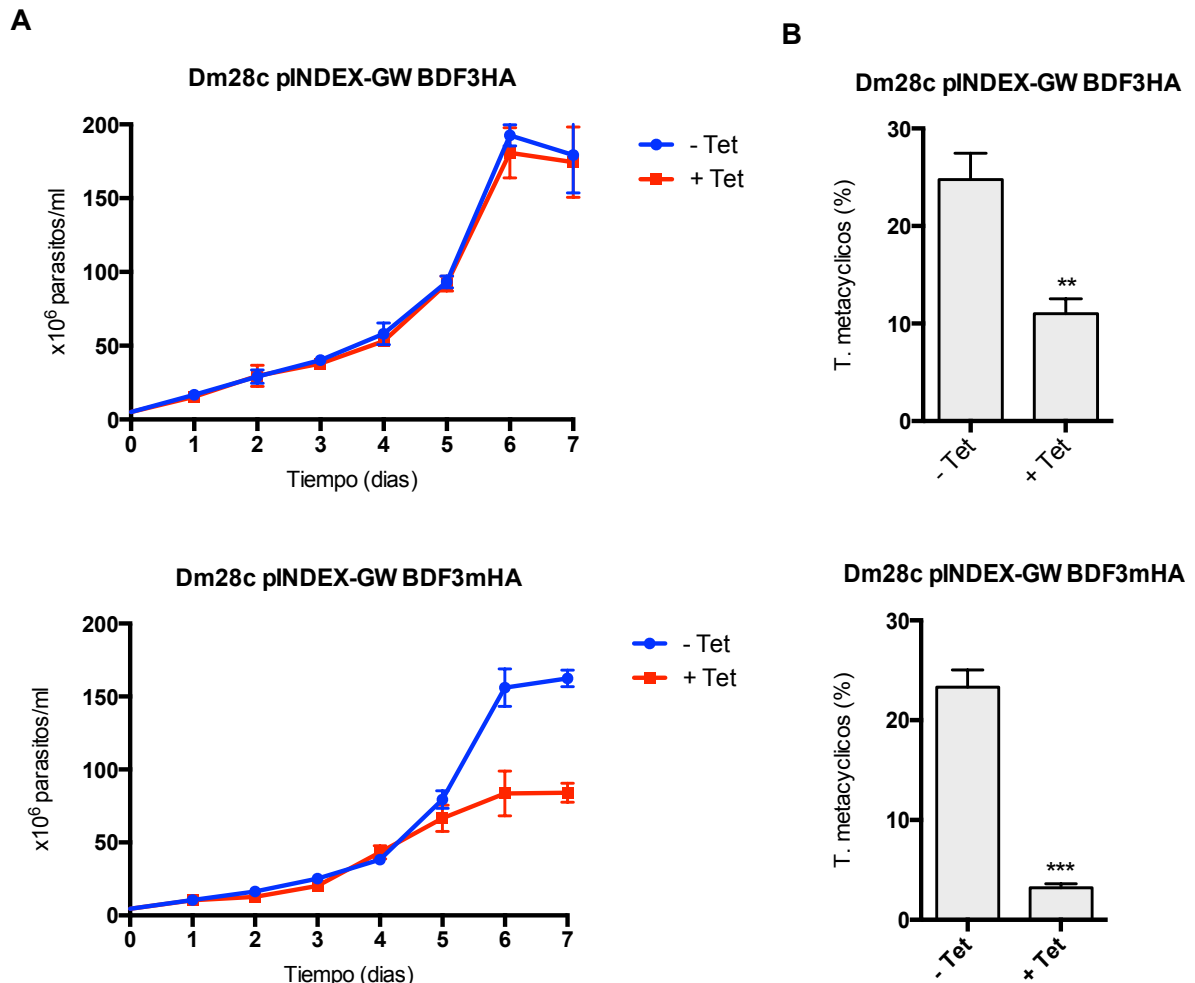 A
Dm28c pINDEX-GW BDF3HA
200
150
100
50
0
x10⁶ parasitos/ml
0 1 2 3 4 5 6 7
Tiempo (dias)
- Tet
+ Tet
B
Dm28c pINDEX-GW BDF3HA
30
20
10
0
T. metacyclicos (%)
**
- Tet
+ Tet
Dm28c pINDEX-GW BDF3mHA
200
150
100
50
0
x10⁶ parasitos/ml
0 1 2 3 4 5 6 7
Tiempo (dias)
- Tet
+ Tet
Dm28c pINDEX-GW BDF3mHA
30
20
10
0
T. metacyclicos (%)
***
- Tet
+ Tet